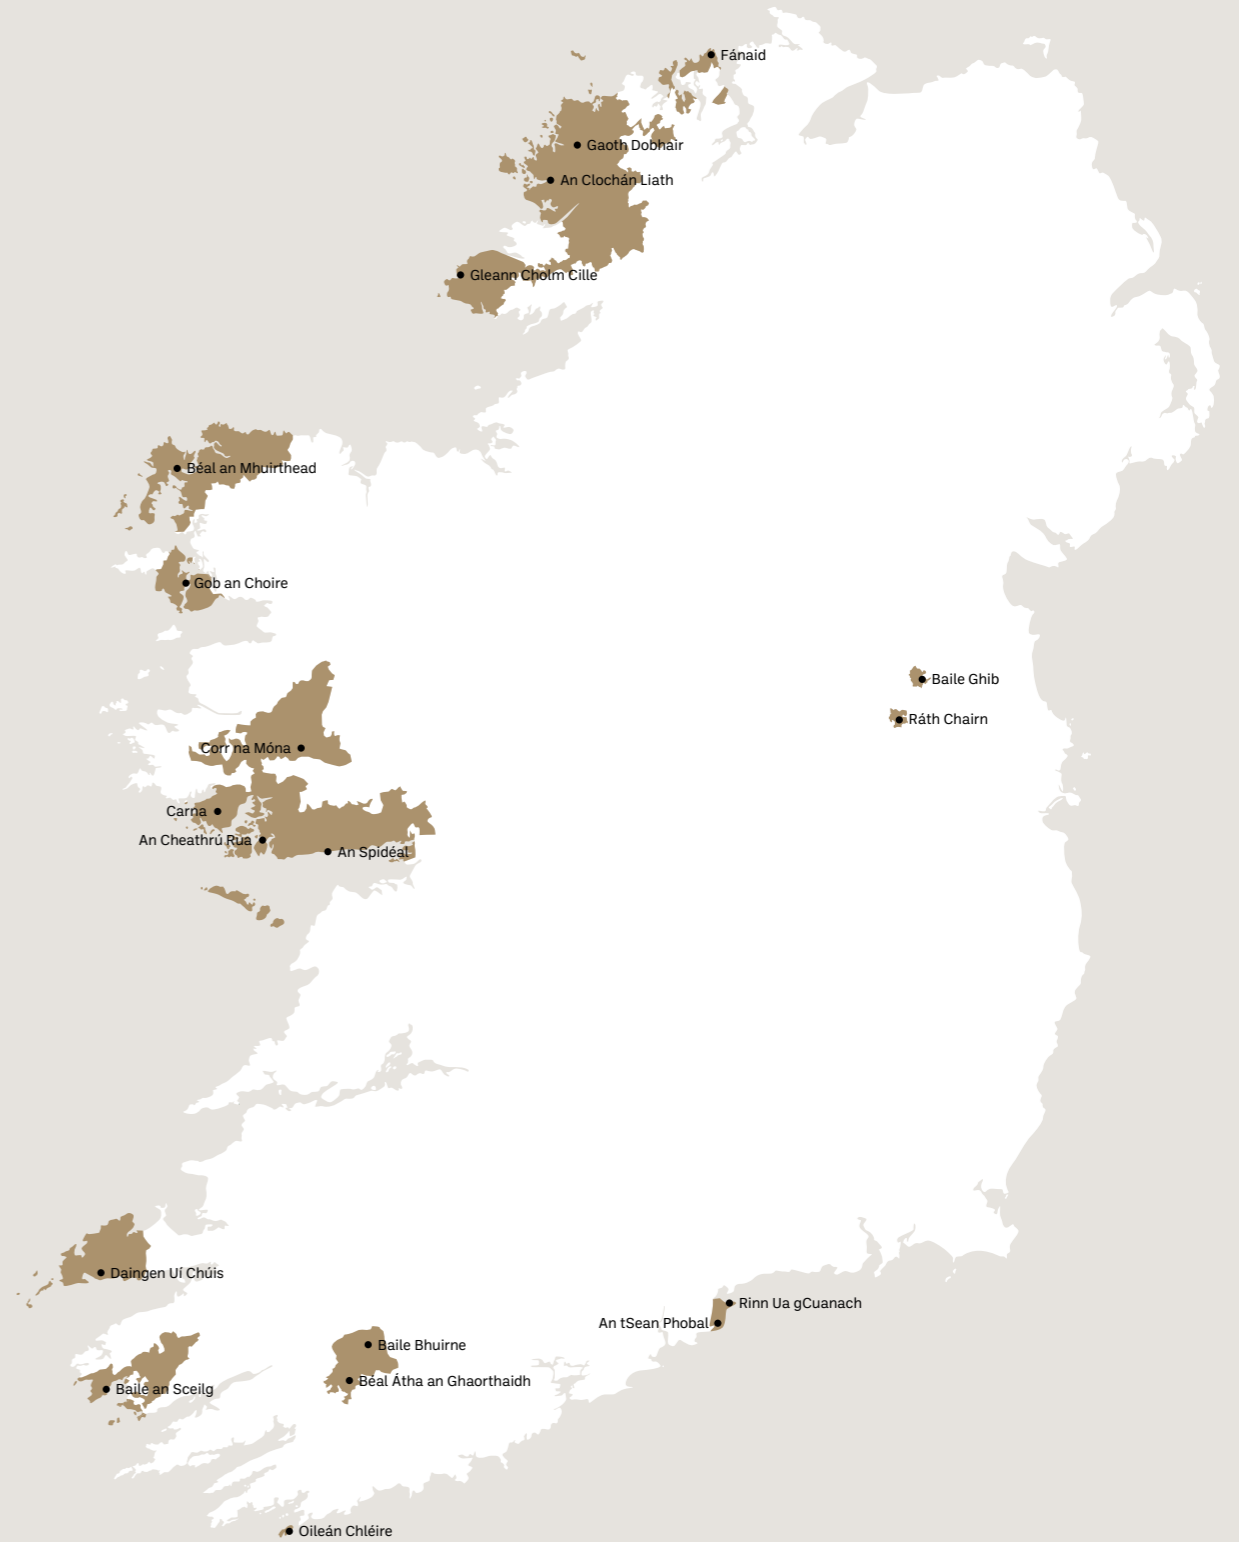 Fánaid
Gaoth Dobhair
An Clochán Liath
Gleann Cholm Cille
Béal an Mhuirthead
Gob an Choire
Baile Ghib
Ráth Chairn
Corr na Móna
Carna
An Cheathrú Rua
An Spidéal
Daingen Uí Chúis
Rinn Ua gCuanach
An tSean Phobal
Baile Bhuirne
Béal Átha an Ghaorthaidh
Baile an Sceilg
Oileán Chléire